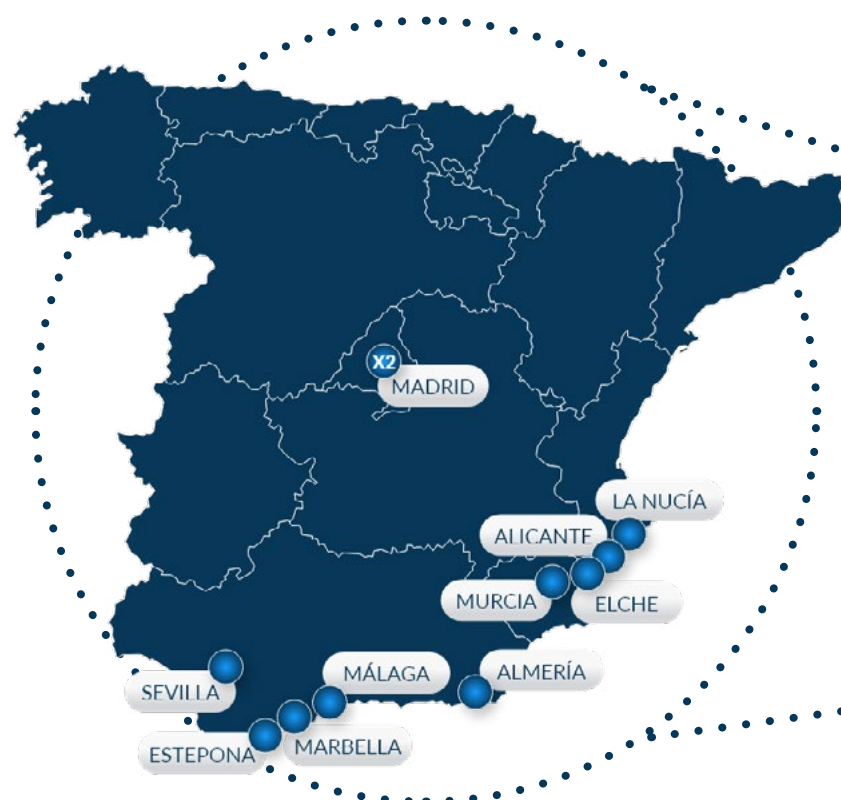 X2
MADRID
LA NUCÍA
ALICANTE
MURCIA
ELCHE
MÁLAGA
ALMERÍA
SEVILLA
ESTEPONA
MARBELLA